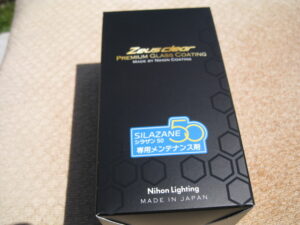 Zeus clear
PREMIUM GLASS COATING
MADE BY NIHON COATING
SILAZANE 50
シラザン 50
専用メンテナンス剤
Nihon Lighting
MADE IN JAPAN